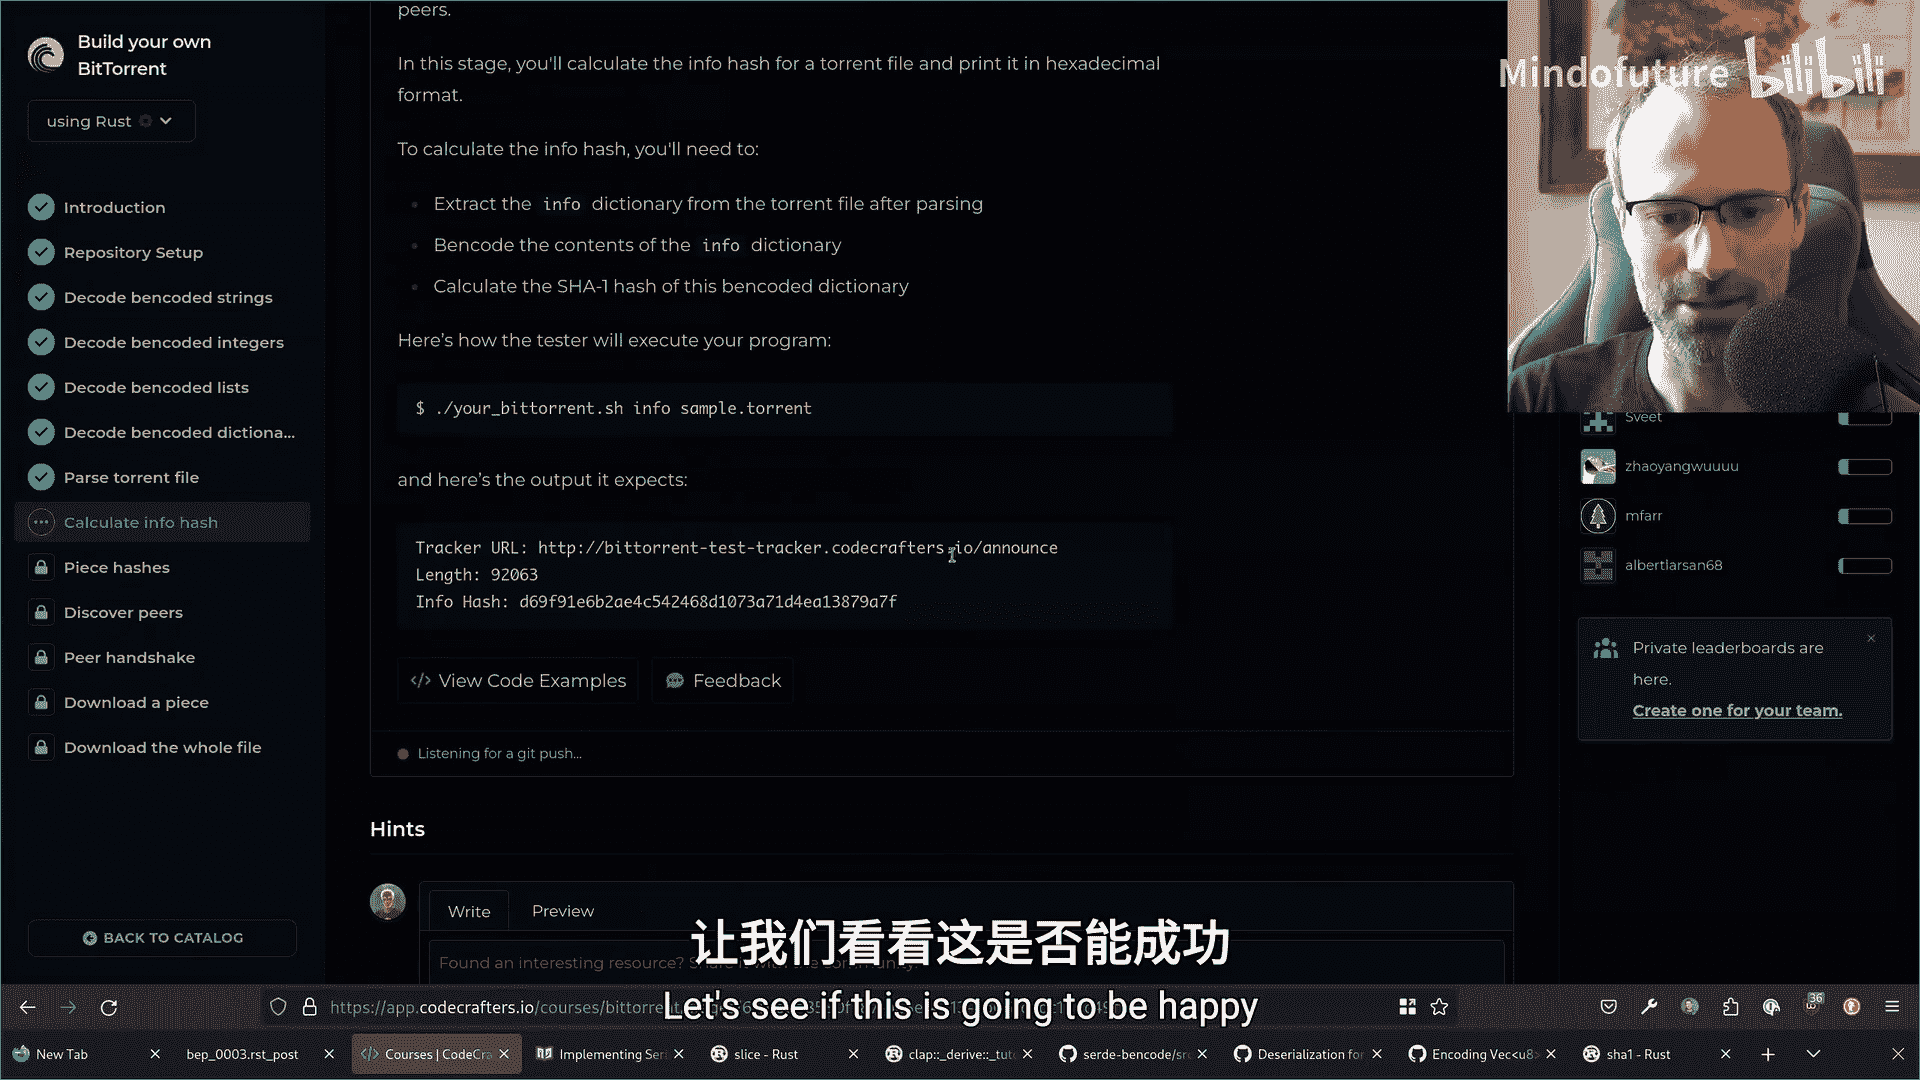 Build your own
BitTorrent
using Rust
Introduction
Repository Setup
Decode bencoded strings
Decode bencoded integers
Decode bencoded lists
Decode bencoded dictiona...
Parse torrent file
Calculate info hash
Piece hashes
Discover peers
Peer handshake
Download a piece
Download the whole file
BACK TO CATALOG
peers.
In this stage, you'll calculate the info hash for a torrent file and print it in hexadecimal
format.
To calculate the info hash, you'll need to:
Extract the info dictionary from the torrent file after parsing
Bencode the contents of the info dictionary
Calculate the SHA-1 hash of this bencoded dictionary
Here's how the tester will execute your program:
$ ./your_bittorrent.sh info sample.torrent
and here's the output it expects:
Tracker URL: http://bittorrent-test-tracker.codecrafters.io/announce
Length: 92063
Info Hash: d69f91e6b2ae4c542468d1073a71d4ea13879a7f
</> View Code Examples
Feedback
Listening for a git push...
Hints
Write
Preview
Found an interesting resource? Share it with the community.
Mindofuture bilibili
Sveet
zhaoyangwuuuu
mfarr
albertlarsan68
Private leaderboards are
here.
Create one for your team.
让我们看看这是否能成功
Let's see if this is going to be happy
https://app.codecrafters.io/courses/bittorrent
36
New Tab
bep_0003.rst_post
</> Courses | CodeCra
Implementing Ser
slice - Rust
clap::_derive::_tuto
serde-bencode/sr
Deserialization for
Encoding Vec<u8>
sha1 - Rust